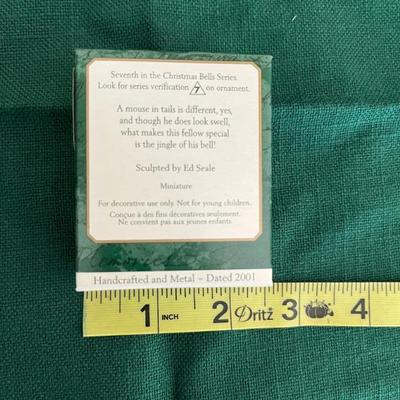 Seventh in the Christmas Bells Series.
Look for series verification 7 on ornament.
A mouse in tails is different, yes,
and though he does look swell,
what makes this fellow special
is the jingle of his bell!
Sculpted by Ed Seale
Miniature
For decorative use only. Not for young children.
Conçue à des fins décoratives seulement.
Ne convient pas aux jeunes enfants.
Handcrafted and Metal – Dated 2001
1 INCH 2 Dritz 3 4